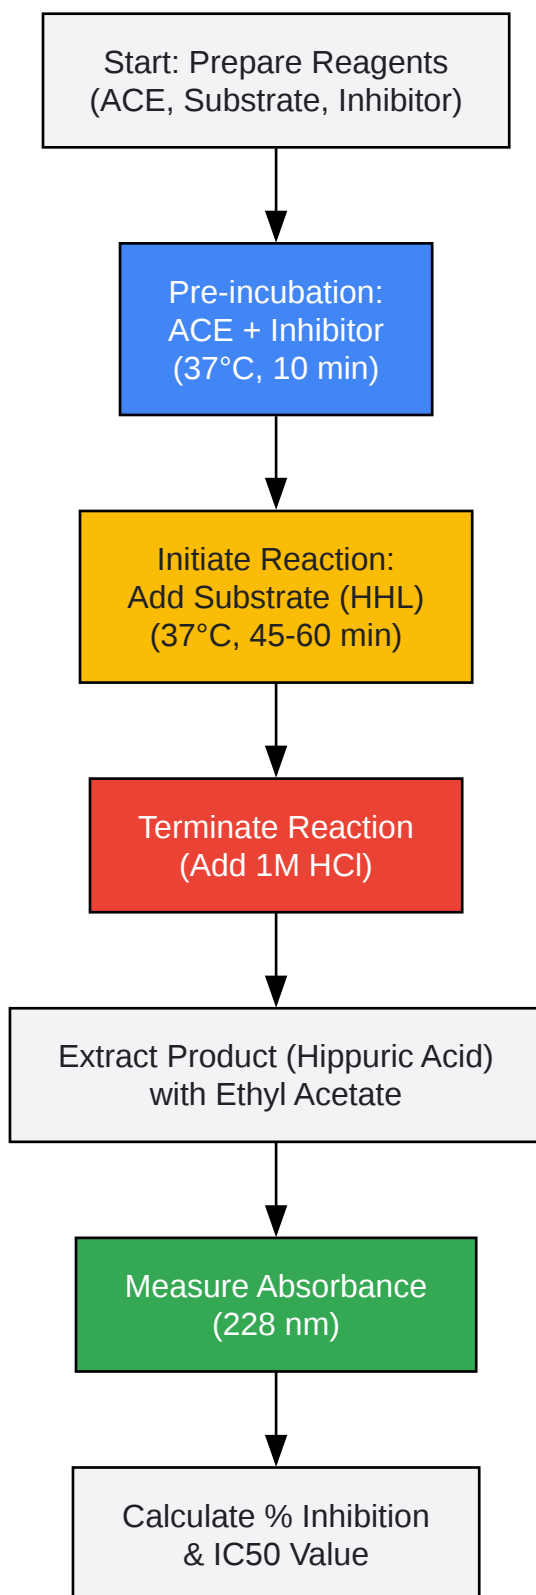 Start: Prepare Reagents
(ACE, Substrate, Inhibitor)
Pre-incubation:
ACE + Inhibitor
(37°C, 10 min)
Initiate Reaction:
Add Substrate (HHL)
(37°C, 45-60 min)
Terminate Reaction
(Add 1M HCl)
Extract Product (Hippuric Acid)
with Ethyl Acetate
Measure Absorbance
(228 nm)
Calculate % Inhibition
& IC50 Value